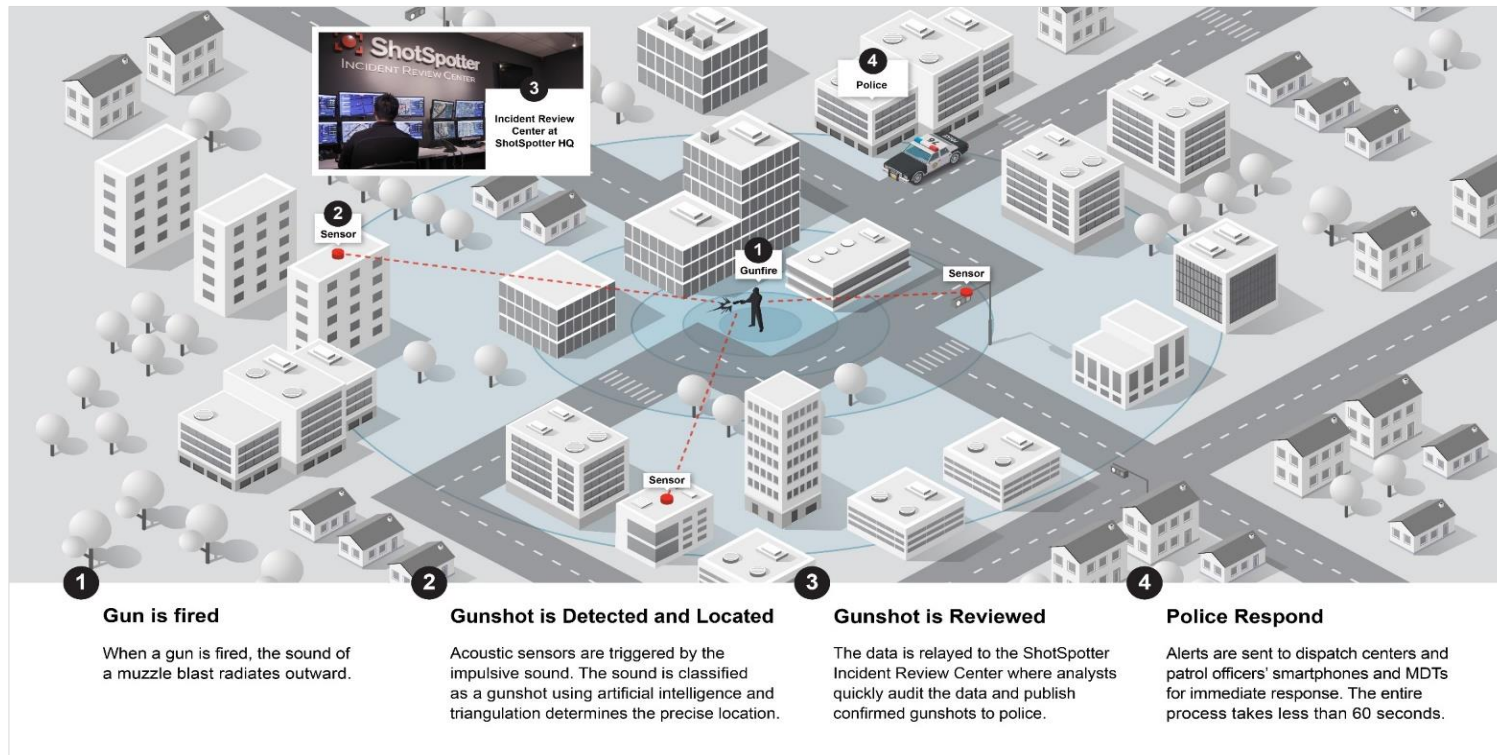 ShotSpotter
INCIDENT REVIEW CENTER
3
Incident Review
Center at
ShotSpotter HQ
4
Police
2
Sensor
1
Gunfire
Sensor
Sensor
1
Gun is fired
When a gun is fired, the sound of
a muzzle blast radiates outward.
2
Gunshot is Detected and Located
Acoustic sensors are triggered by the
impulsive sound. The sound is classified
as a gunshot using artificial intelligence and
triangulation determines the precise location.
3
Gunshot is Reviewed
The data is relayed to the ShotSpotter
Incident Review Center where analysts
quickly audit the data and publish
confirmed gunshots to police.
4
Police Respond
Alerts are sent to dispatch centers and
patrol officers' smartphones and MDTs
for immediate response. The entire
process takes less than 60 seconds.